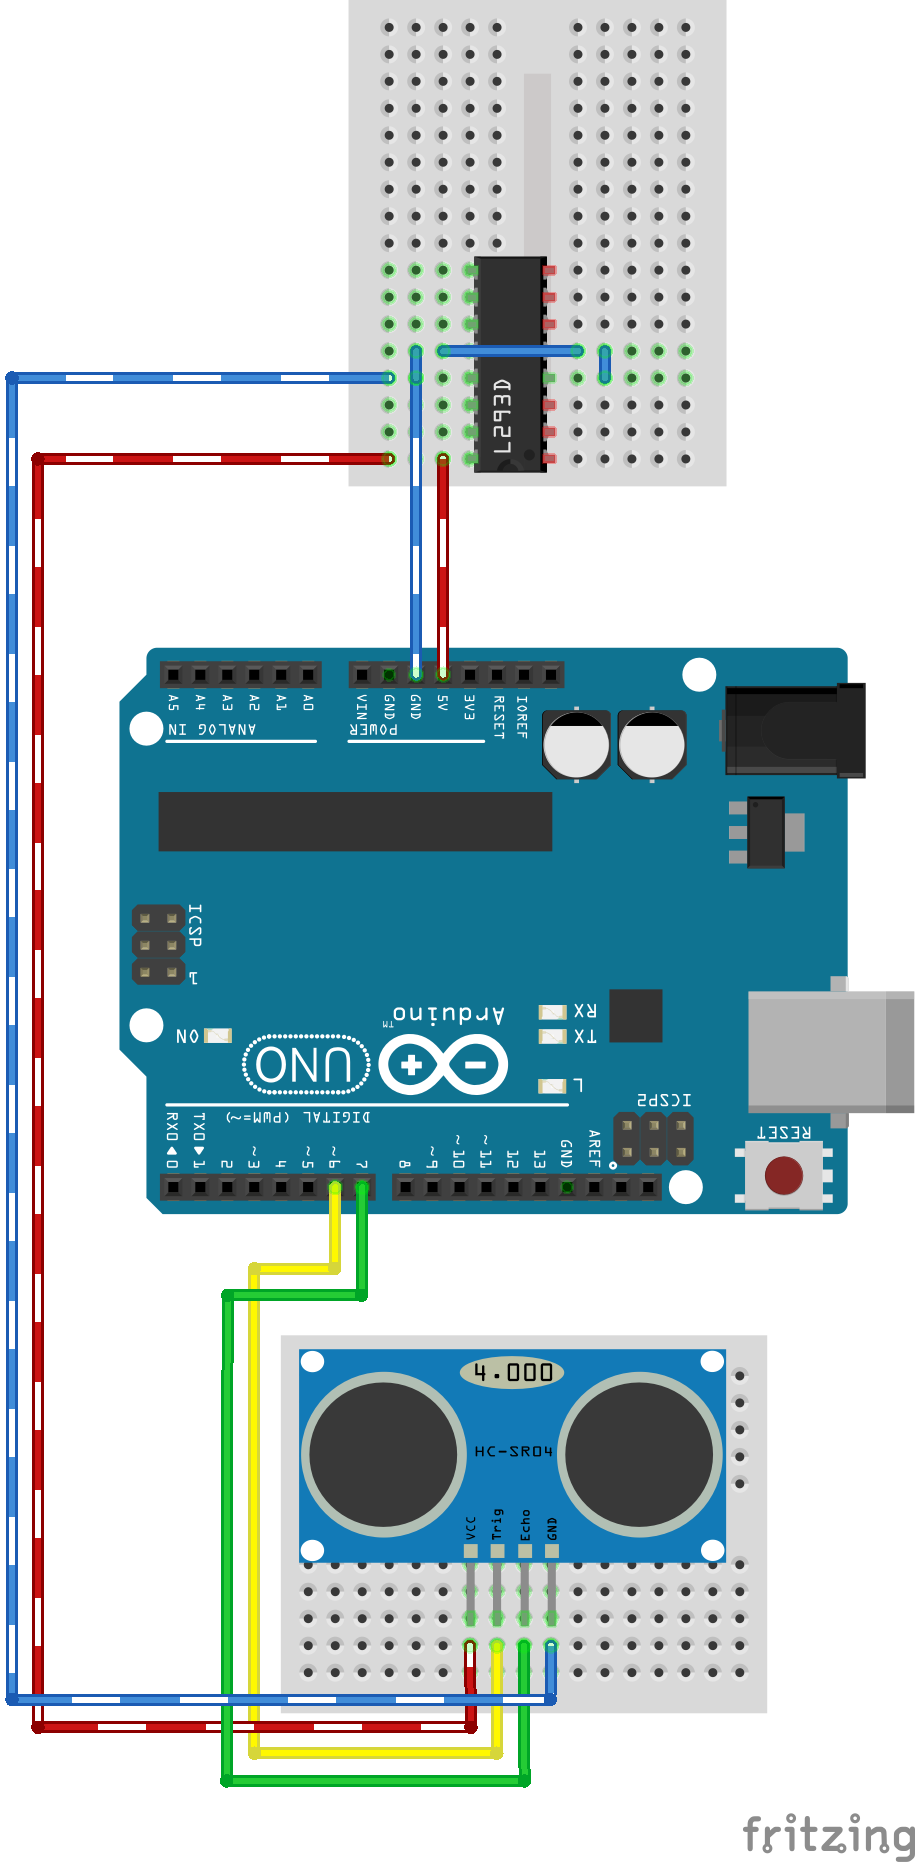 L293D
A5 A4 A3 A2 A1 A0
VIN GND GND 5V 3V3 RESET IOREF
ANALOG IN
POWER
ICSP
1
Arduino™
RX
TX
ON
UNO
L
ICSP2
DIGITAL (PWM=~)
RESET
RX0◀0 TX0▶1 2 ~3 4 ~5 ~6 7 8 ~9 ~10 ~11 12 13 GND AREF
4.000
HC-SR04
VCC Trig Echo GND
fritzing